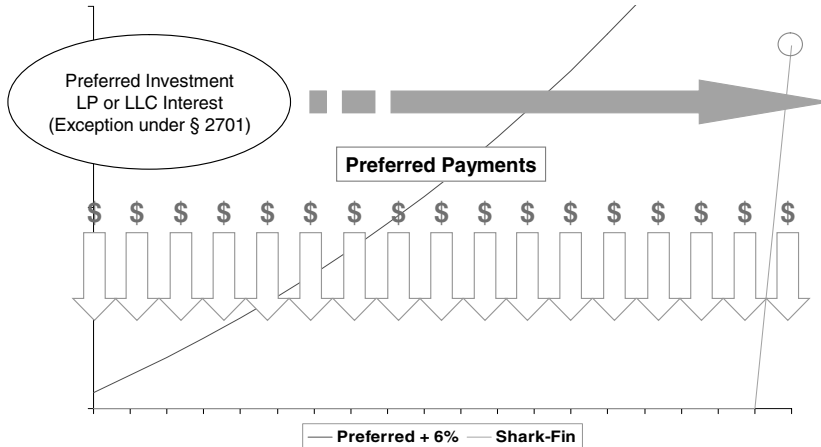 Preferred Investment
LP or LLC Interest
(Exception under § 2701)
Preferred Payments
$ $ $ $ $ $ $ $ $ $ $ $ $ $ $ $ $
Preferred + 6% Shark-Fin